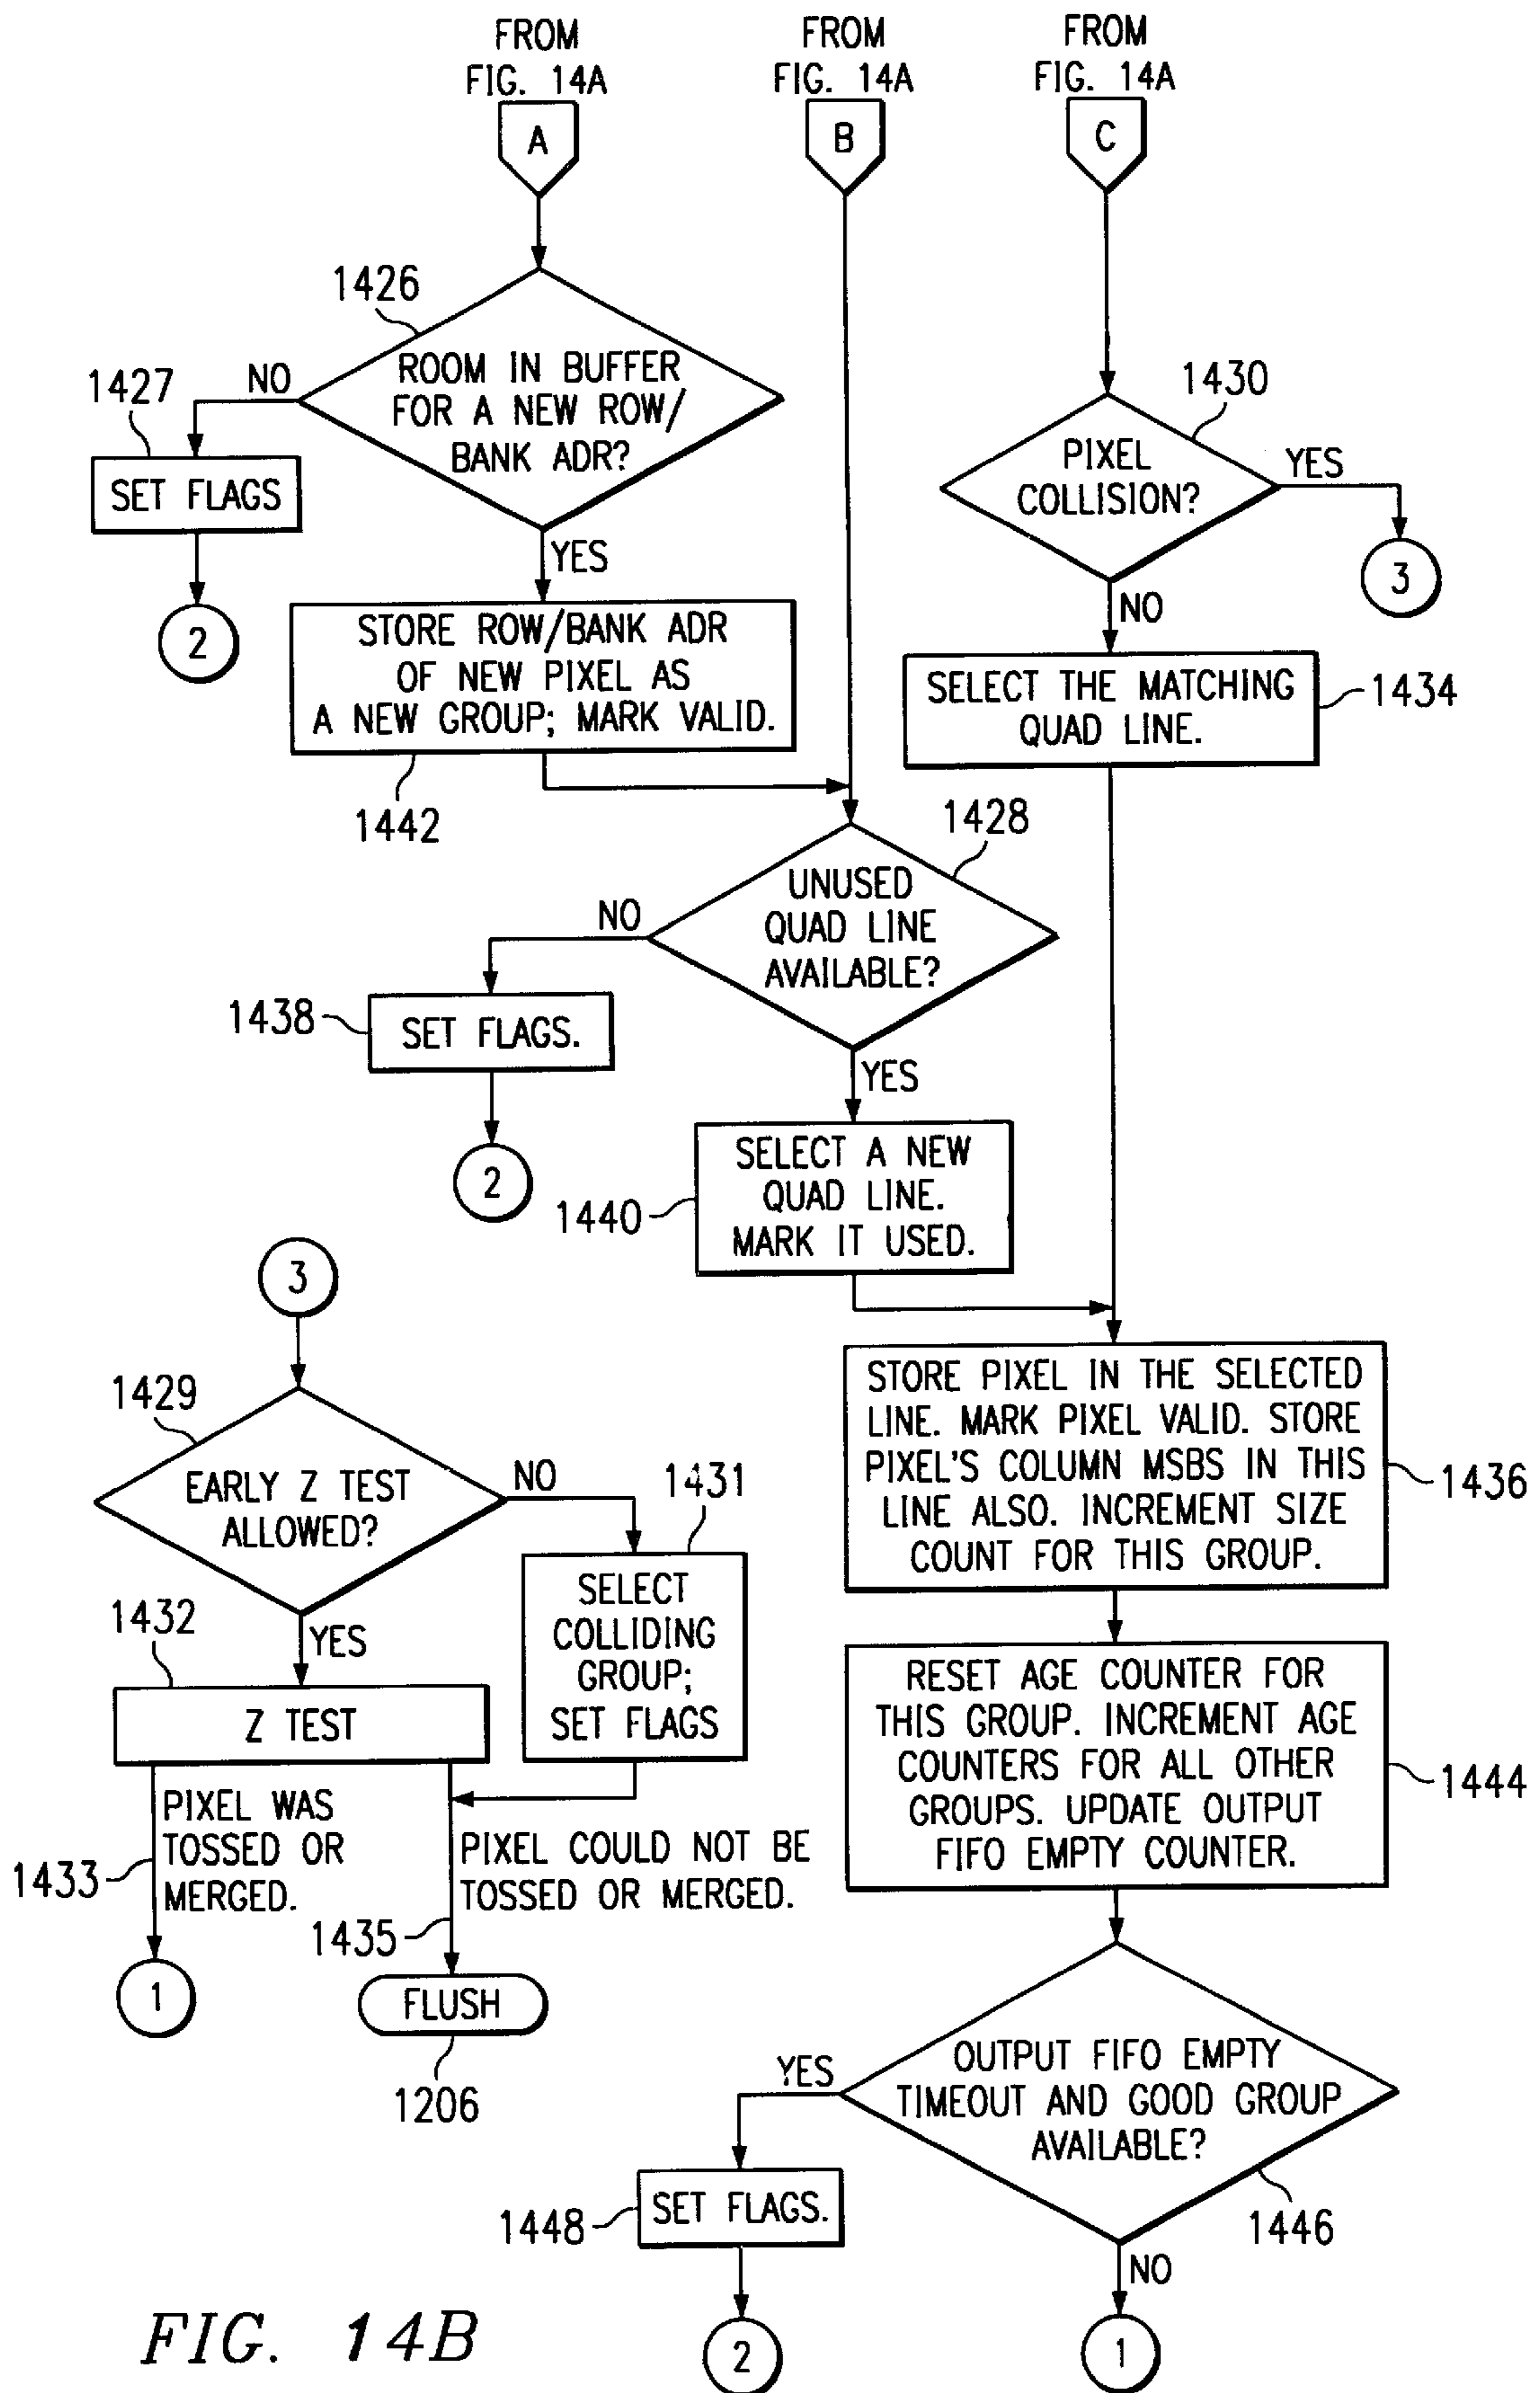 FROM
FIG. 14A
FROM
FIG. 14A
FROM
FIG. 14A
A
B
C
1426
ROOM IN BUFFER
FOR A NEW ROW/
BANK ADR?
NO
1427
SET FLAGS
2
YES
STORE ROW/BANK ADR
OF NEW PIXEL AS
A NEW GROUP; MARK VALID.
1442
1430
PIXEL
COLLISION?
YES
3
NO
SELECT THE MATCHING
QUAD LINE.
1434
1428
UNUSED
QUAD LINE
AVAILABLE?
NO
1438
SET FLAGS.
2
YES
SELECT A NEW
QUAD LINE.
MARK IT USED.
1440
3
1429
EARLY Z TEST
ALLOWED?
NO
1431
SELECT
COLLIDING
GROUP;
SET FLAGS
YES
1432
Z TEST
PIXEL WAS
TOSSED OR
MERGED.
1433
1
PIXEL COULD NOT BE
TOSSED OR MERGED.
1435
FLUSH
1206
STORE PIXEL IN THE SELECTED
LINE. MARK PIXEL VALID. STORE
PIXEL'S COLUMN MSBS IN THIS
LINE ALSO. INCREMENT SIZE
COUNT FOR THIS GROUP.
1436
RESET AGE COUNTER FOR
THIS GROUP. INCREMENT AGE
COUNTERS FOR ALL OTHER
GROUPS. UPDATE OUTPUT
FIFO EMPTY COUNTER.
1444
OUTPUT FIFO EMPTY
TIMEOUT AND GOOD GROUP
AVAILABLE?
1446
YES
1448
SET FLAGS.
2
NO
1
FIG. 14B